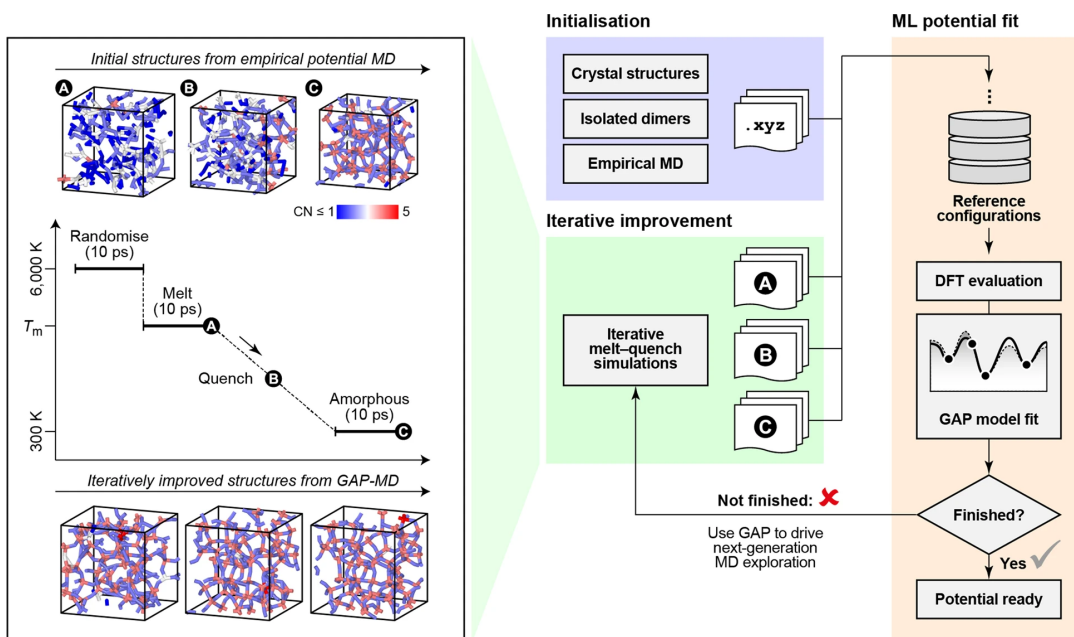 Initial structures from empirical potential MD
A
B
C
CN ≤ 1
5
Randomise
(10 ps)
6,000 K
Melt
(10 ps)
Tm
A
Quench
B
Amorphous
(10 ps)
300 K
C
Iteratively improved structures from GAP-MD
Initialisation
Crystal structures
Isolated dimers
Empirical MD
.xyz
Iterative improvement
Iterative
melt–quench
simulations
A
B
C
Not finished: ✘
Use GAP to drive
next-generation
MD exploration
ML potential fit
Reference
configurations
DFT evaluation
GAP model fit
Finished?
Yes ✔
Potential ready